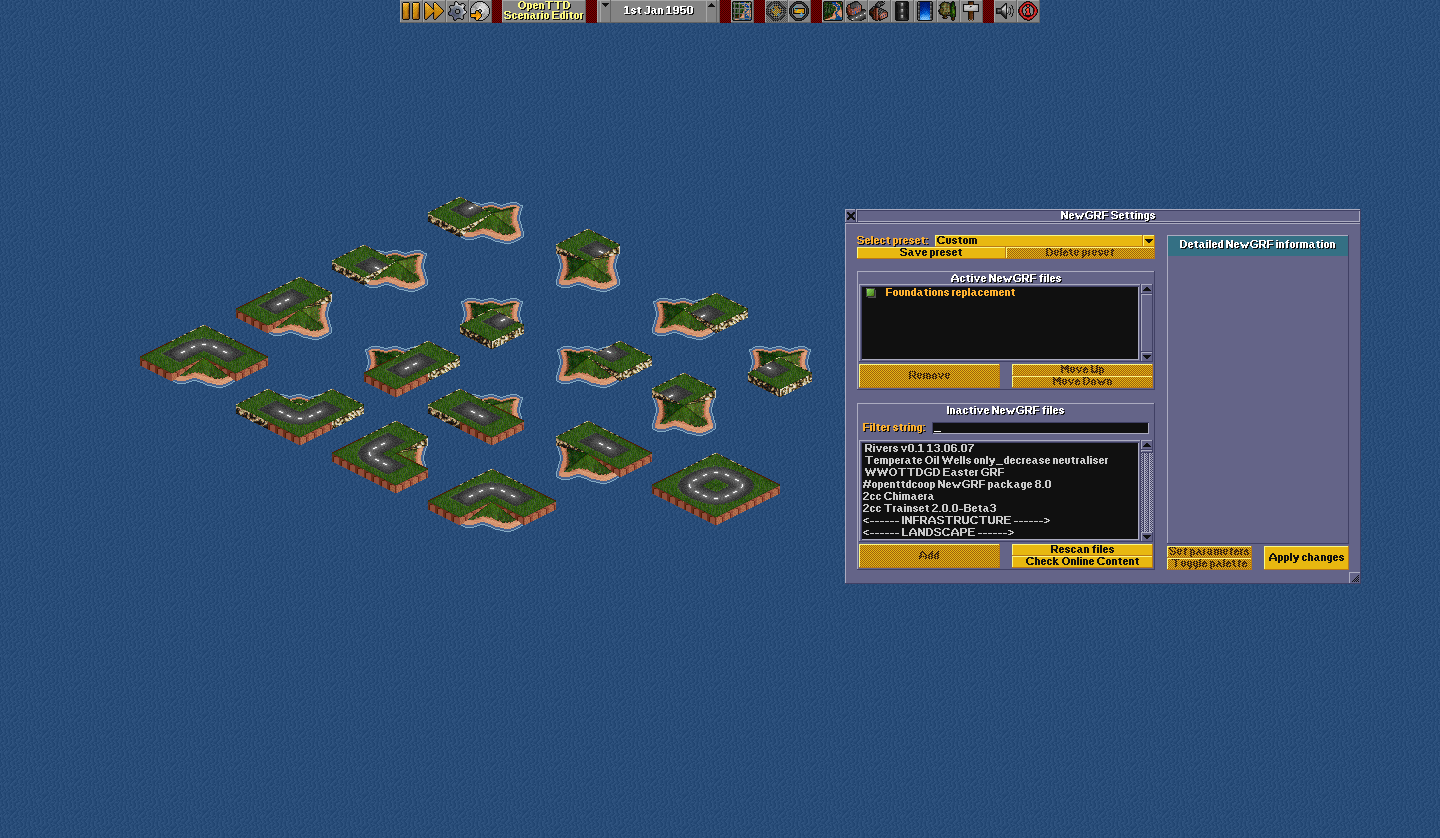 OpenTTD
Scenario Editor
1st Jan 1950
NewGRF Settings
Select preset: Custom
Save preset
Delete preset
Active NewGRF files
Foundations replacement
Remove
Move Up
Move Down
Inactive NewGRF files
Filter string: _
Rivers v0.1 13.06.07
Temperate Oil Wells only_decrease neutraliser
WWOTTDGD Easter GRF
#openttdcoop NewGRF package 8.0
2cc Chimaera
2cc Trainset 2.0.0-Beta3
<------ INFRASTRUCTURE ------>
<------ LANDSCAPE ------>
Add
Rescan files
Check Online Content
Detailed NewGRF information
Set parameters
Toggle palette
Apply changes